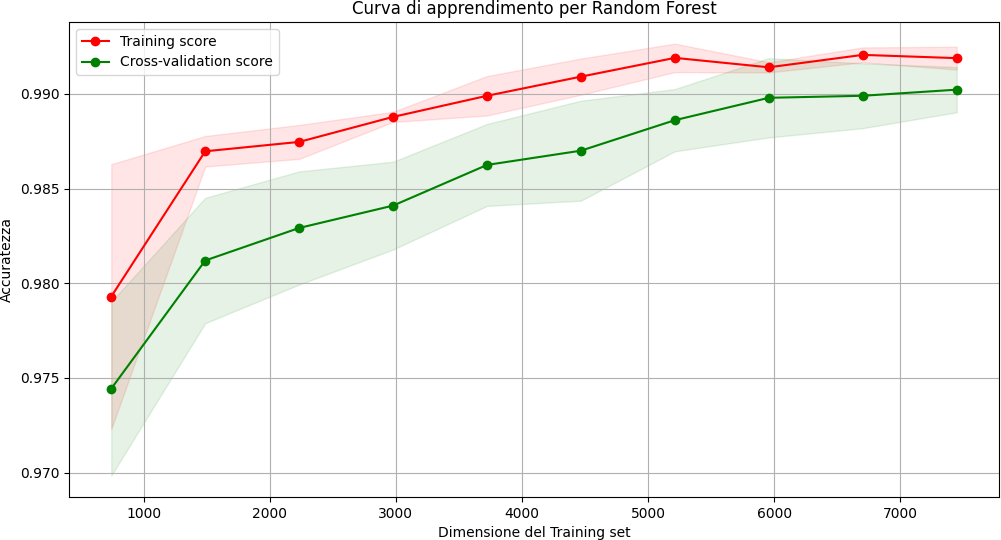 Curva di apprendimento per Random Forest
Training score
Cross-validation score
0.990
0.985
0.980
0.975
0.970
Accuratezza
1000 2000 3000 4000 5000 6000 7000
Dimensione del Training set